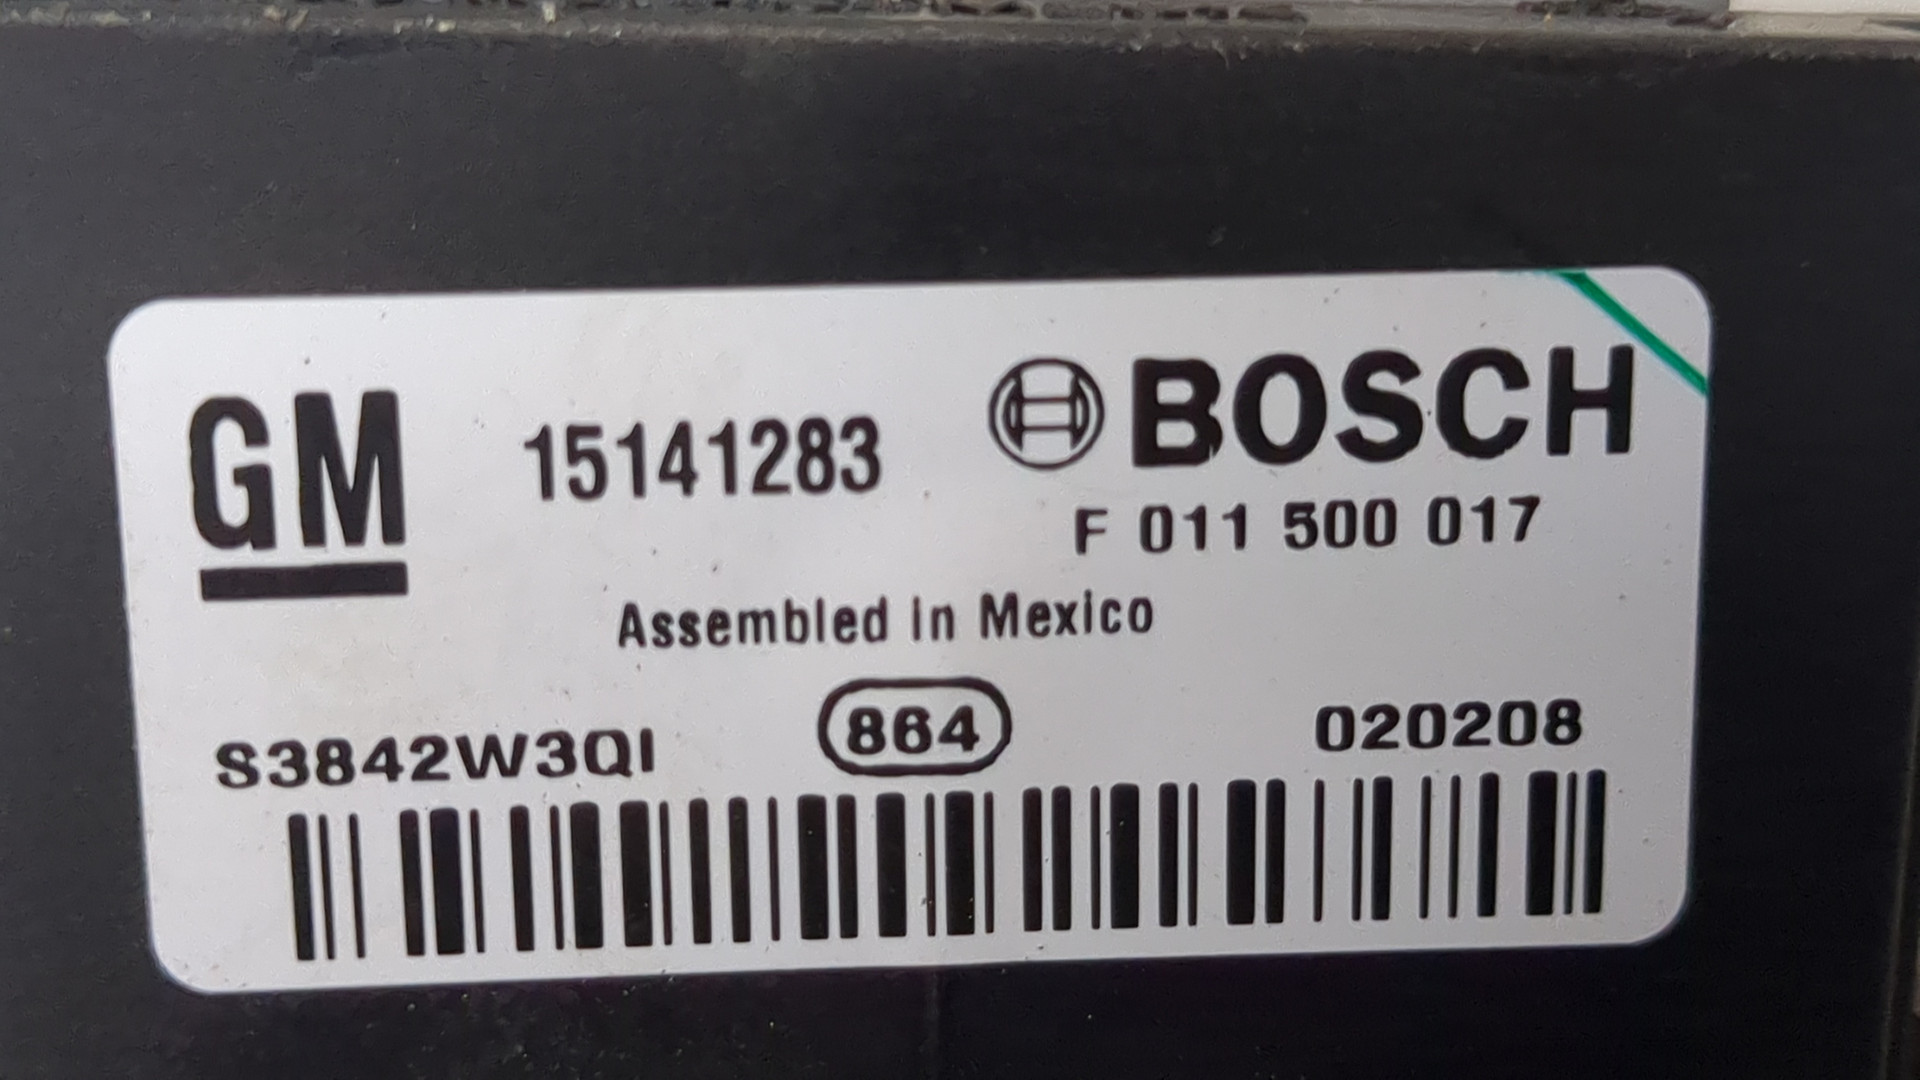 GM 15141283 BOSCH
F 011 500 017
Assembled in Mexico
S3842W3QI 864 020208